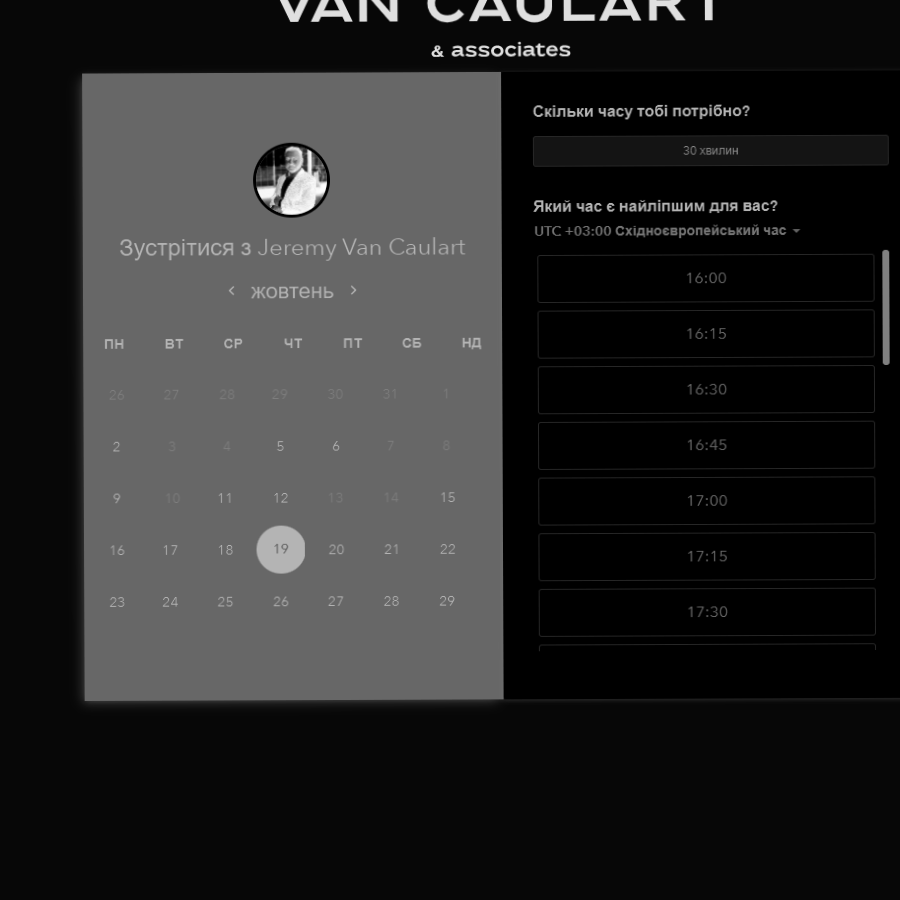 VAN CAULART
& associates
Зустрітися з Jeremy Van Caulart
жовтень
ПН ВТ СР ЧТ ПТ СБ НД
26 27 28 29 30 31 1
2 3 4 5 6 7 8
9 10 11 12 13 14 15
16 17 18 19 20 21 22
23 24 25 26 27 28 29
Скільки часу тобі потрібно?
30 хвилин
Який час є найліпшим для вас?
UTC +03:00 Східноєвропейський час
16:00
16:15
16:30
16:45
17:00
17:15
17:30